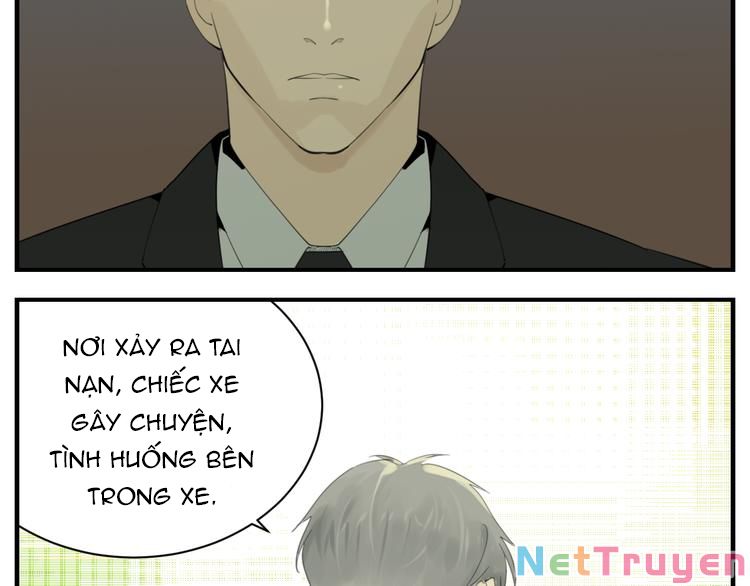 NƠI XẢY RA TAI
NẠN, CHIẾC XE
GÂY CHUYỆN,
TÌNH HUỐNG BÊN
TRONG XE.
NetTruyen